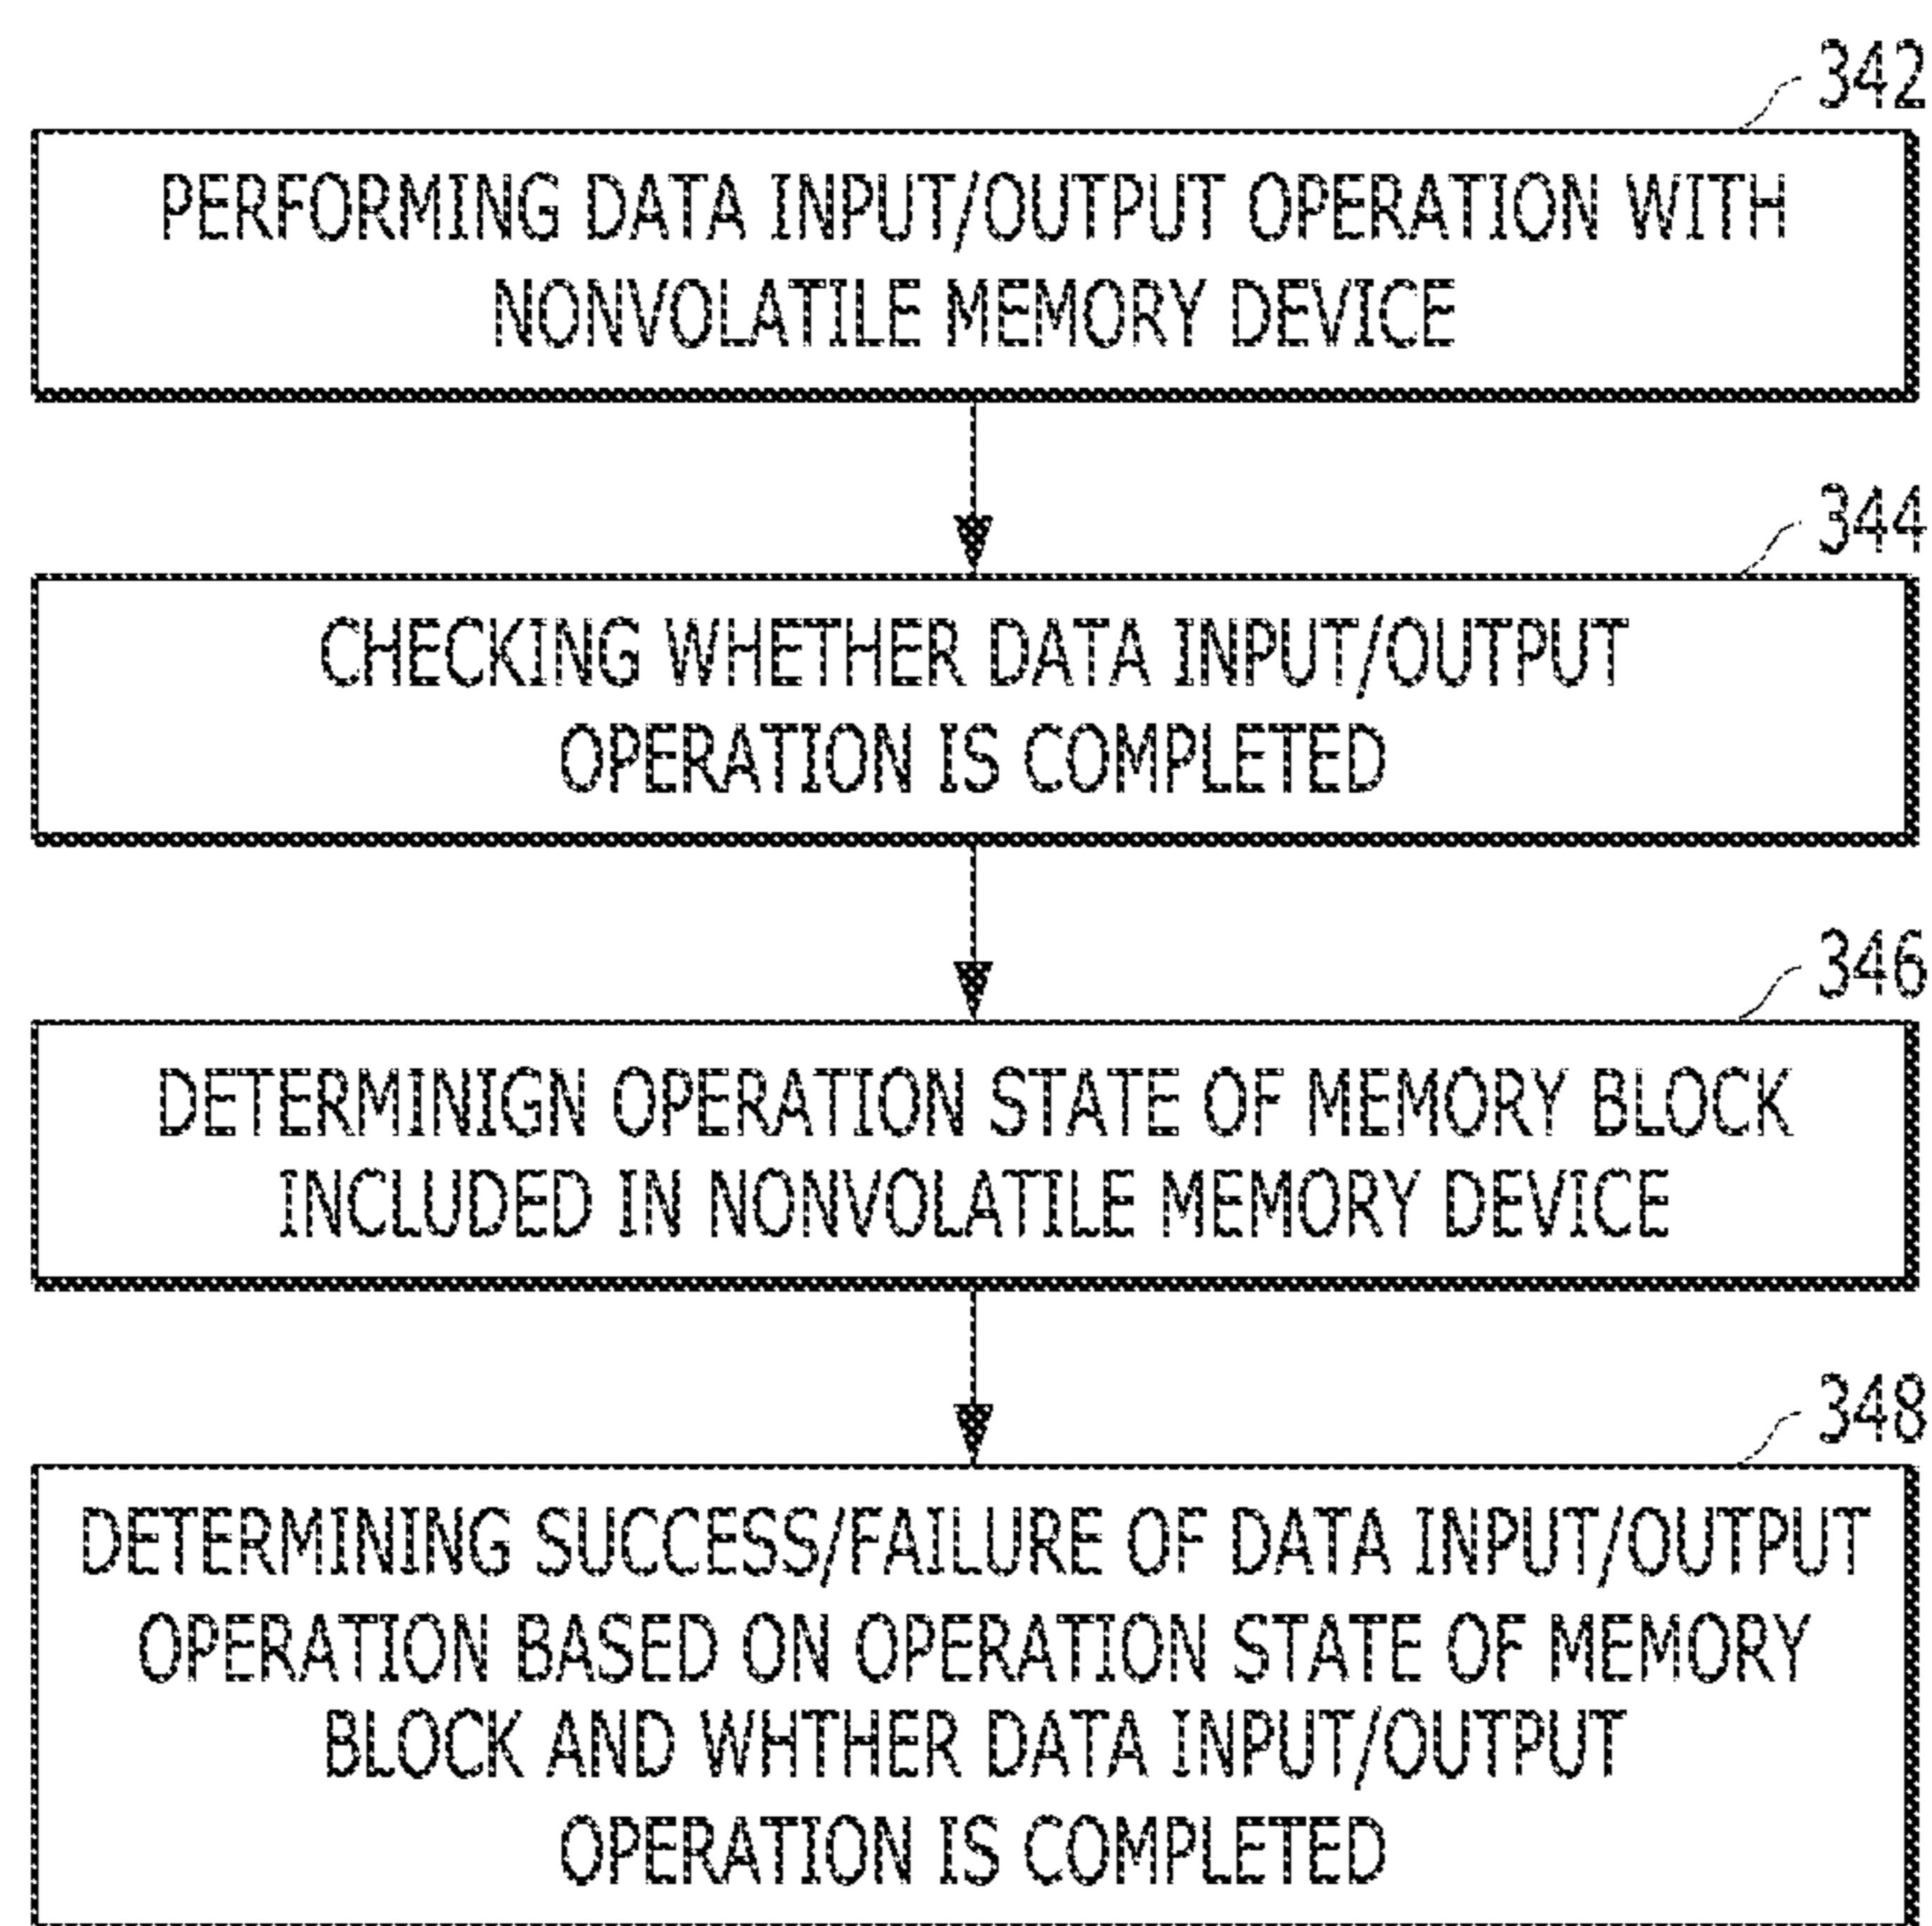 342
PERFORMING DATA INPUT/OUTPUT OPERATION WITH
NONVOLATILE MEMORY DEVICE
344
CHECKING WHETHER DATA INPUT/OUTPUT
OPERATION IS COMPLETED
346
DETERMINIGN OPERATION STATE OF MEMORY BLOCK
INCLUDED IN NONVOLATILE MEMORY DEVICE
348
DETERMINING SUCCESS/FAILURE OF DATA INPUT/OUTPUT
OPERATION BASED ON OPERATION STATE OF MEMORY
BLOCK AND WHTHER DATA INPUT/OUTPUT
OPERATION IS COMPLETED